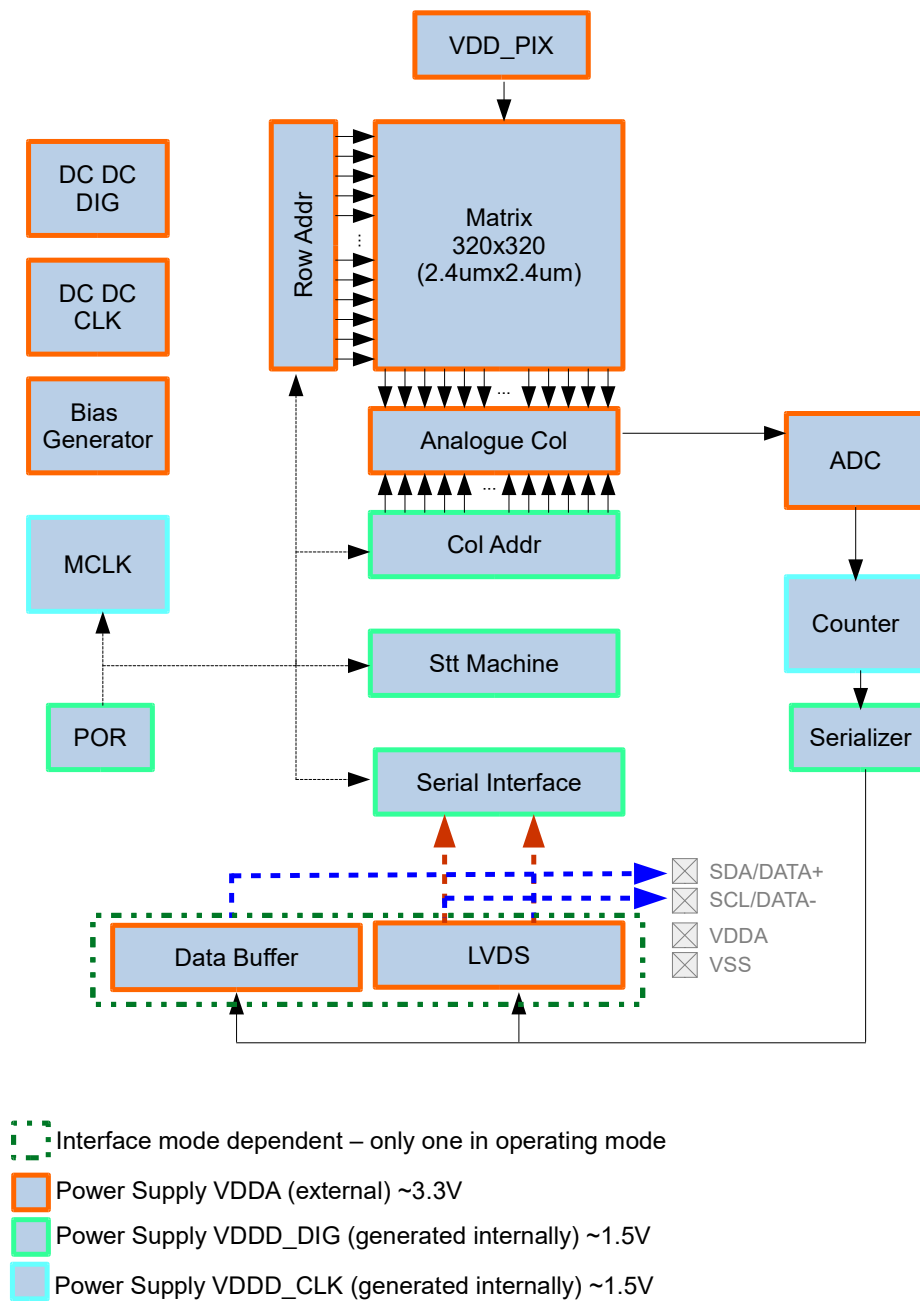 VDD_PIX
DC DC
DIG
Row Addr
...
Matrix
320x320
(2.4umx2.4um)
DC DC
CLK
...
Bias
Generator
Analogue Col
ADC
...
MCLK
Col Addr
Counter
Stt Machine
POR
Serializer
Serial Interface
SDA/DATA+
SCL/DATA-
VDDA
VSS
Data Buffer
LVDS
Interface mode dependent – only one in operating mode
Power Supply VDDA (external) ~3.3V
Power Supply VDDD_DIG (generated internally) ~1.5V
Power Supply VDDD_CLK (generated internally) ~1.5V